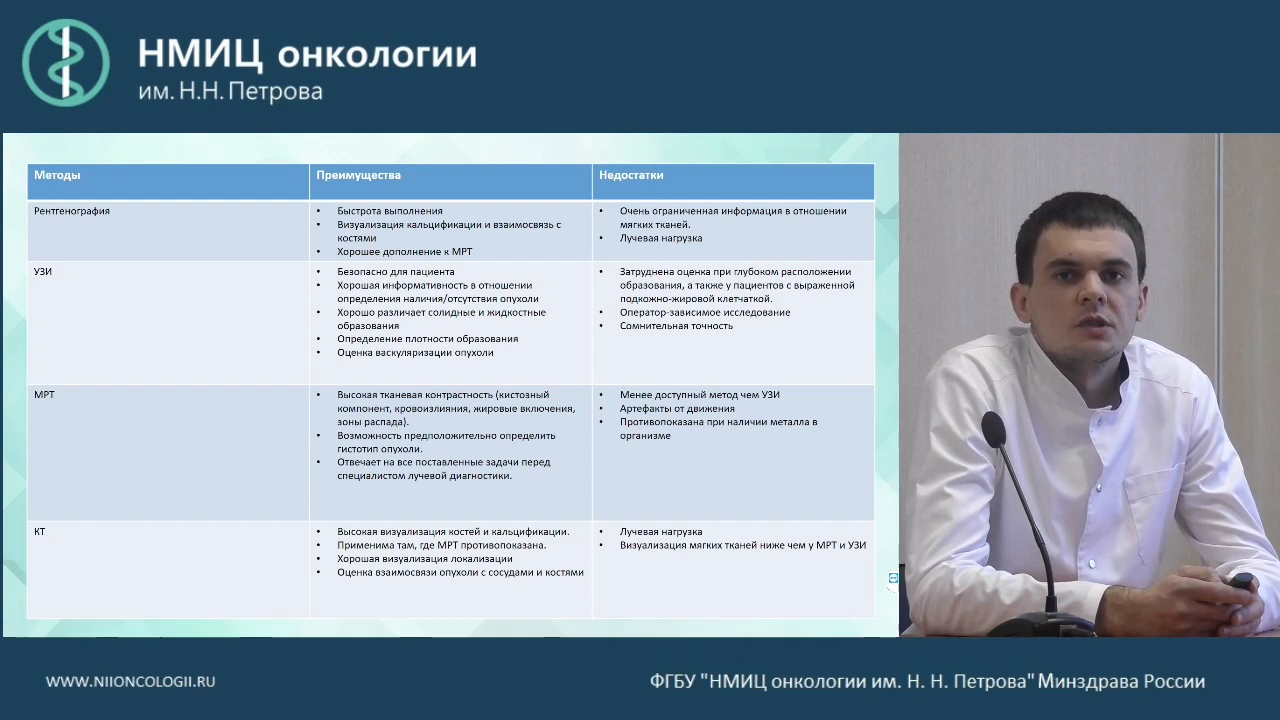 НМИЦ онкологии
им. Н.Н. Петрова
Методы
Преимущества
Недостатки
Рентгенография
• Быстрота выполнения
• Визуализация кальцификации и взаимосвязь с
костями
• Хорошее дополнение к МРТ
• Очень ограниченная информация в отношении
мягких тканей.
• Лучевая нагрузка
УЗИ
• Безопасно для пациента
• Хорошая информативность в отношении
определения наличия/отсутствия опухоли
• Хорошо различает солидные и жидкостные
образования
• Определение плотности образования
• Оценка васкуляризации опухоли
• Затруднена оценка при глубоком расположении
образования, а также у пациентов с выраженной
подкожно-жировой клетчаткой.
• Оператор-зависимое исследование
• Сомнительная точность
МРТ
• Высокая тканевая контрастность (кистозный
компонент, кровоизлияния, жировые включения,
зоны распада).
• Возможность предположительно определить
гистотип опухоли.
• Отвечает на все поставленные задачи перед
специалистом лучевой диагностики.
• Менее доступный метод чем УЗИ
• Артефакты от движения
• Противопоказана при наличии металла в
организме
КТ
• Высокая визуализация костей и кальцификации.
• Применима там, где МРТ противопоказана.
• Хорошая визуализация локализации
• Оценка взаимосвязи опухоли с сосудами и костями
• Лучевая нагрузка
• Визуализация мягких тканей ниже чем у МРТ и УЗИ
WWW.NIIONCOLOGII.RU
ФГБУ "НМИЦ онкологии им. Н. Н. Петрова" Минздрава России